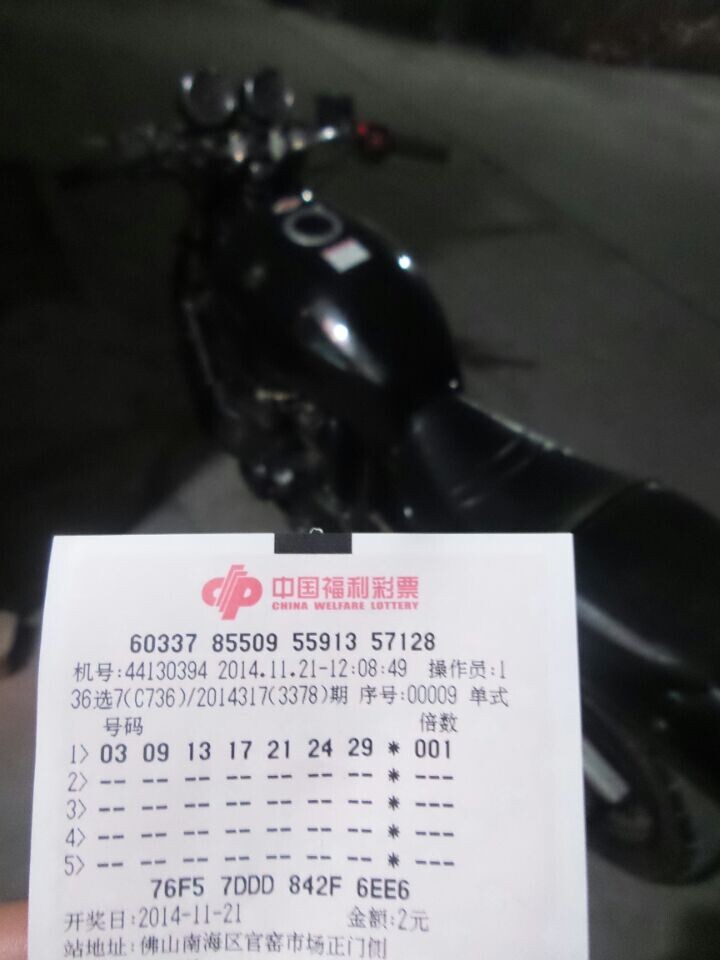 中国福利彩票
CHINA WELFARE LOTTERY
60337 85509 55913 57128
机号:44130394 2014.11.21-12:08:49 操作员:1
36选7(C736)/2014317(3378)期 序号:00009 单式
号码 倍数
1> 03 09 13 17 21 24 29 * 001
2> -- -- -- -- -- -- -- * ---
3> -- -- -- -- -- -- -- * ---
4> -- -- -- -- -- -- -- * ---
5> -- -- -- -- -- -- -- * ---
76F5 7DDD 842F 6EE6
开奖日:2014-11-21 金额:2元
站地址:佛山南海区官窑市场正门侧